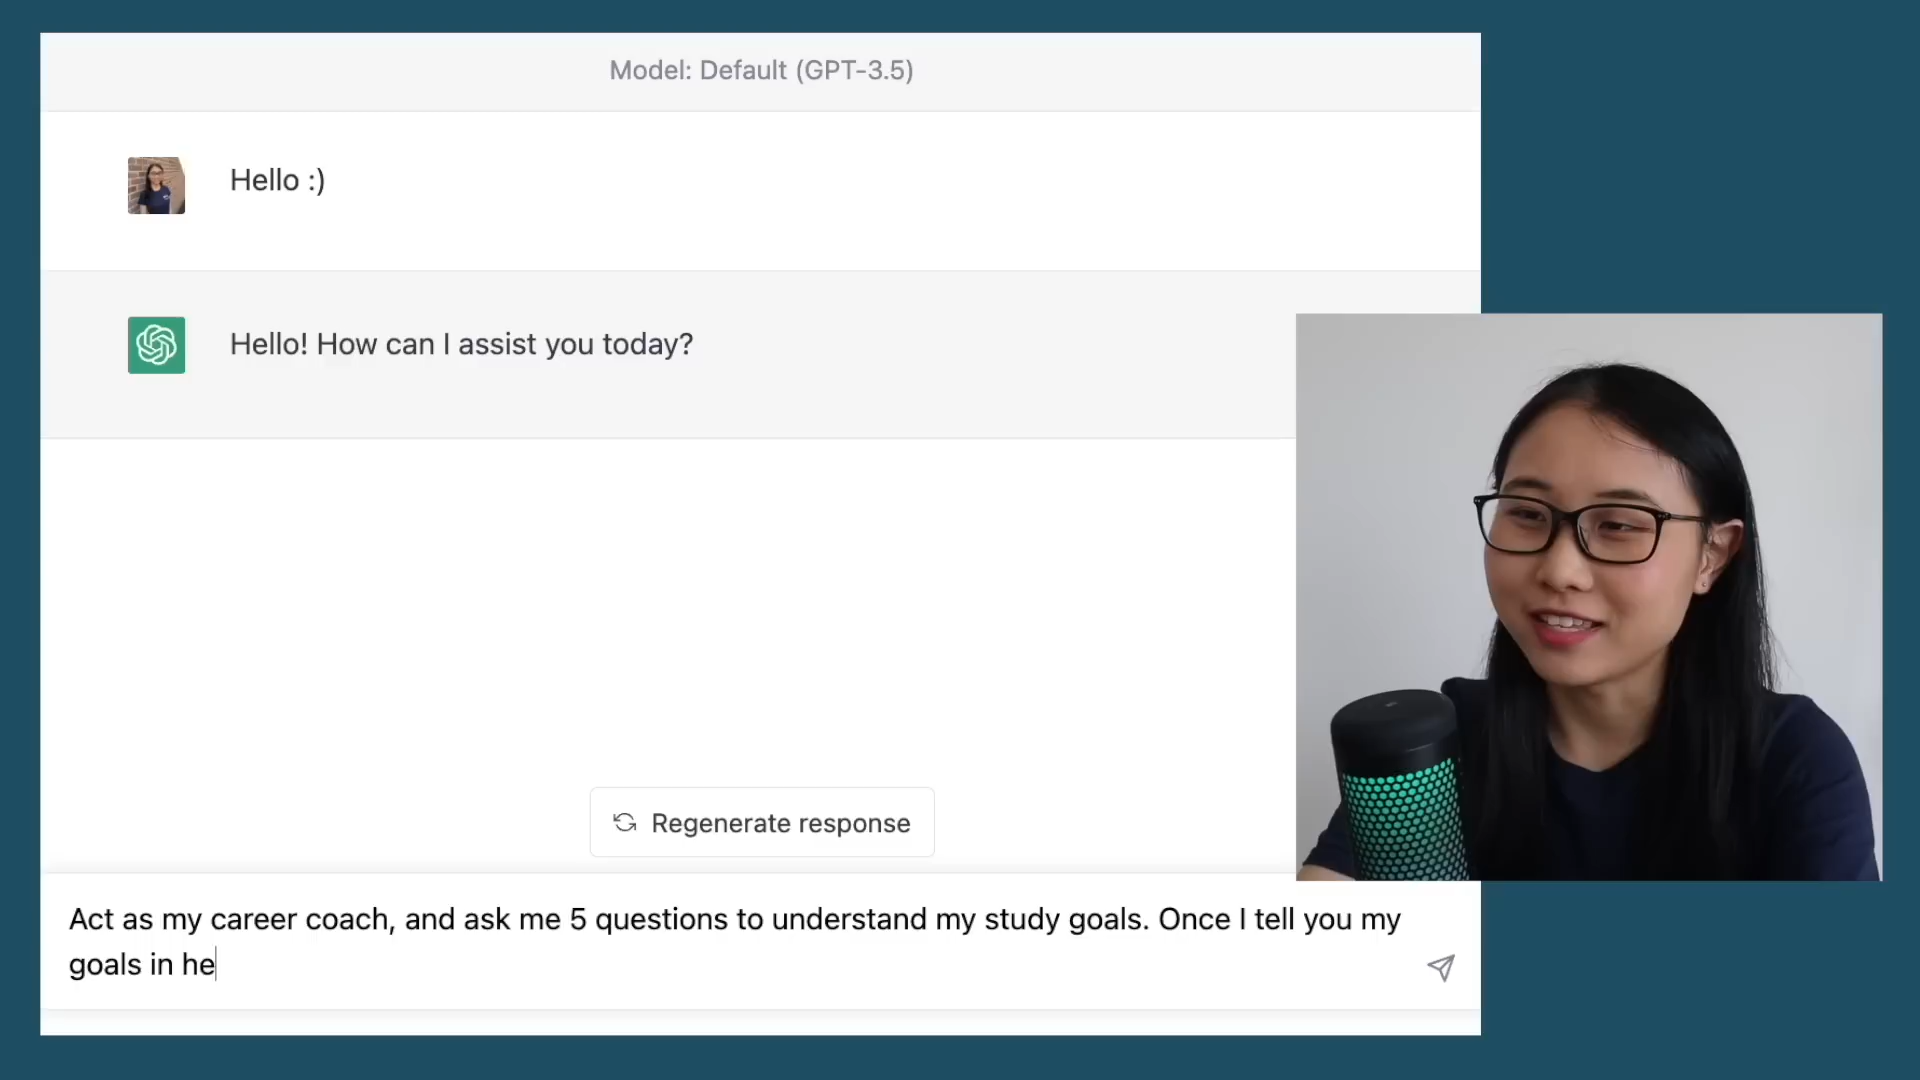 Model: Default (GPT-3.5)
Hello :)
Hello! How can I assist you today?
Regenerate response
Act as my career coach, and ask me 5 questions to understand my study goals. Once I tell you my
goals in he